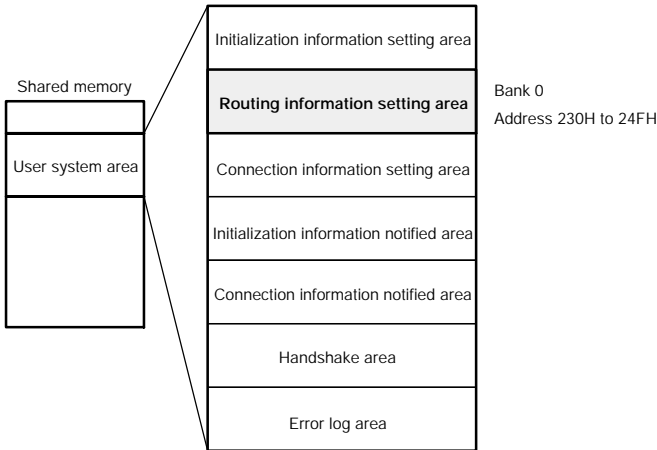 Shared memory
User system area
Initialization information setting area
Routing information setting area
Connection information setting area
Initialization information notified area
Connection information notified area
Handshake area
Error log area
Bank 0
Address 230H to 24FH